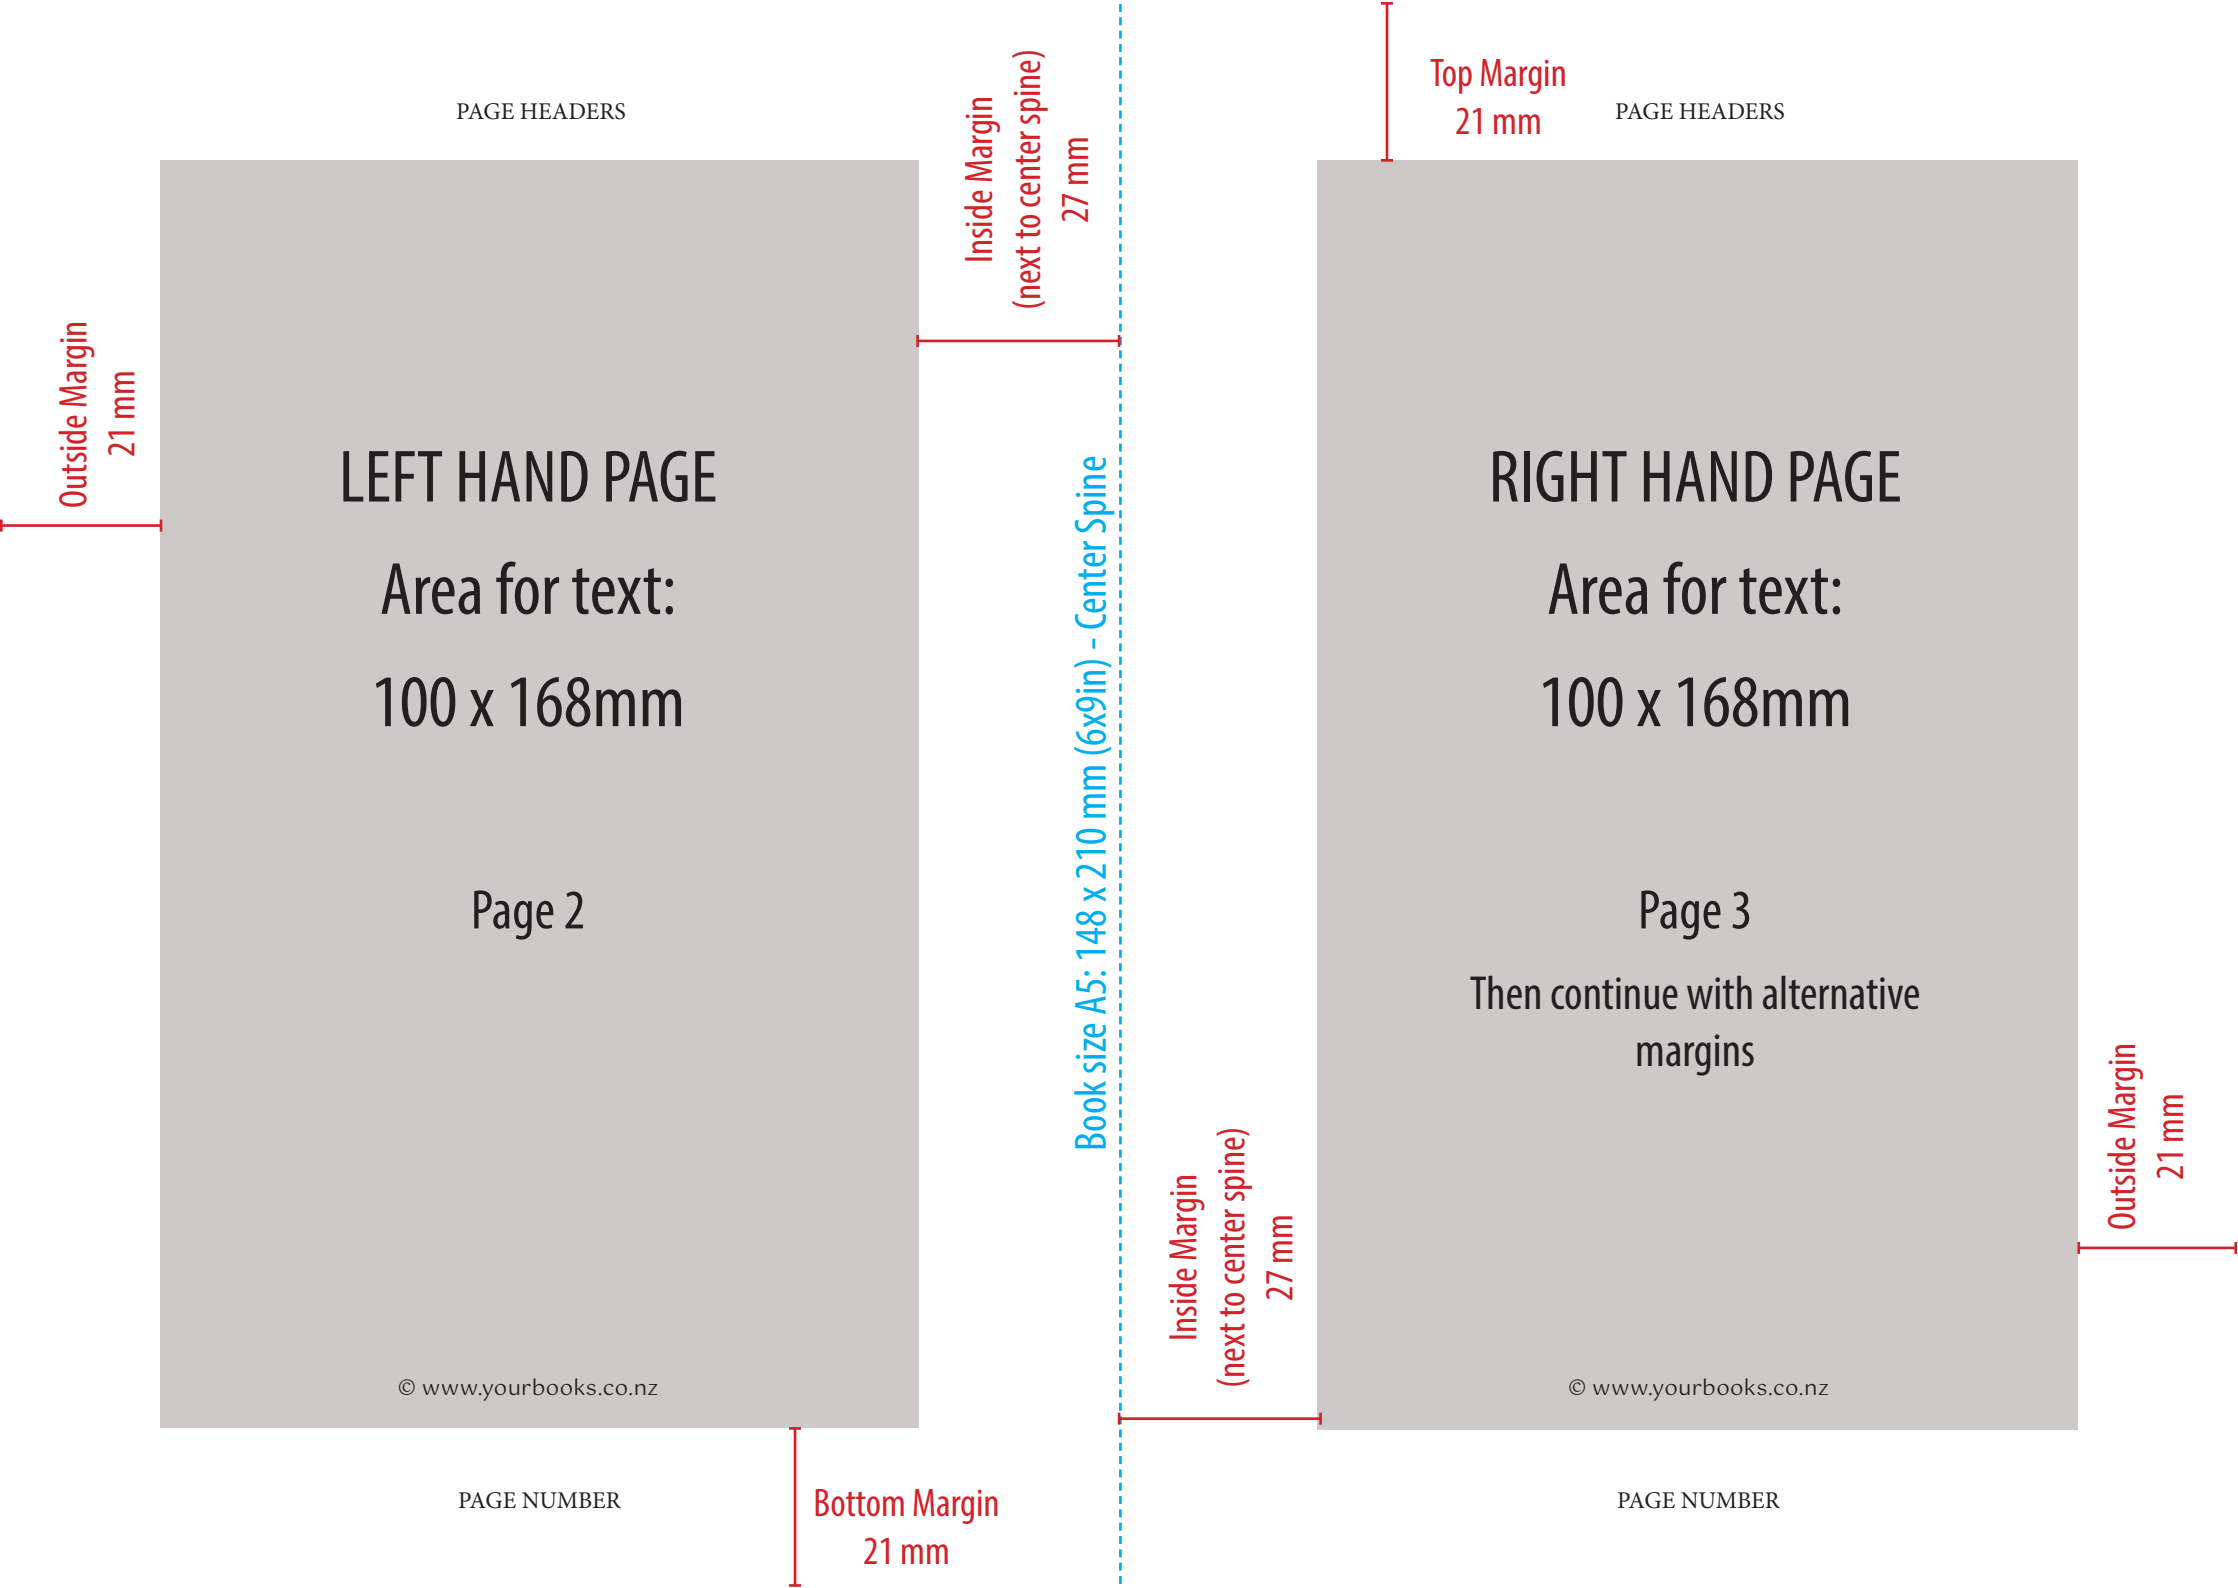 PAGE HEADERS
Inside Margin
(next to center spine)
27 mm
Outside Margin
21 mm
LEFT HAND PAGE
Area for text:
100 x 168mm
Page 2
© www.yourbooks.co.nz
PAGE NUMBER
Bottom Margin
21 mm
Book size A5: 148 x 210 mm (6x9in) - Center Spine
Top Margin
21 mm
PAGE HEADERS
RIGHT HAND PAGE
Area for text:
100 x 168mm
Page 3
Then continue with alternative
margins
Inside Margin
(next to center spine)
27 mm
Outside Margin
21 mm
© www.yourbooks.co.nz
PAGE NUMBER